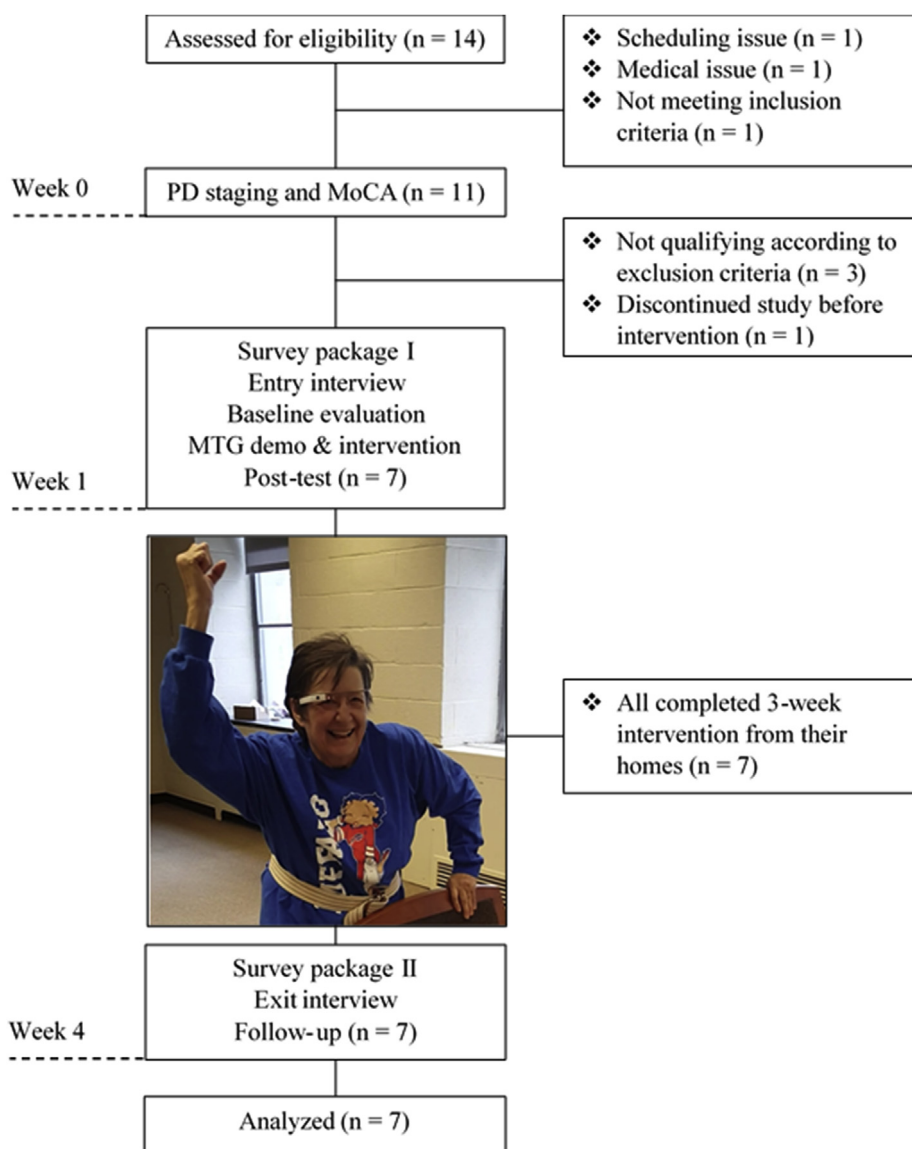 Assessed for eligibility (n = 14)
❖ Scheduling issue (n = 1)
❖ Medical issue (n = 1)
❖ Not meeting inclusion
criteria (n = 1)
Week 0
PD staging and MoCA (n = 11)
❖ Not qualifying according to
exclusion criteria (n = 3)
❖ Discontinued study before
intervention (n = 1)
Survey package I
Entry interview
Baseline evaluation
MTG demo & intervention
Post-test (n = 7)
Week 1
❖ All completed 3-week
intervention from their
homes (n = 7)
Survey package II
Exit interview
Follow-up (n = 7)
Week 4
Analyzed (n = 7)